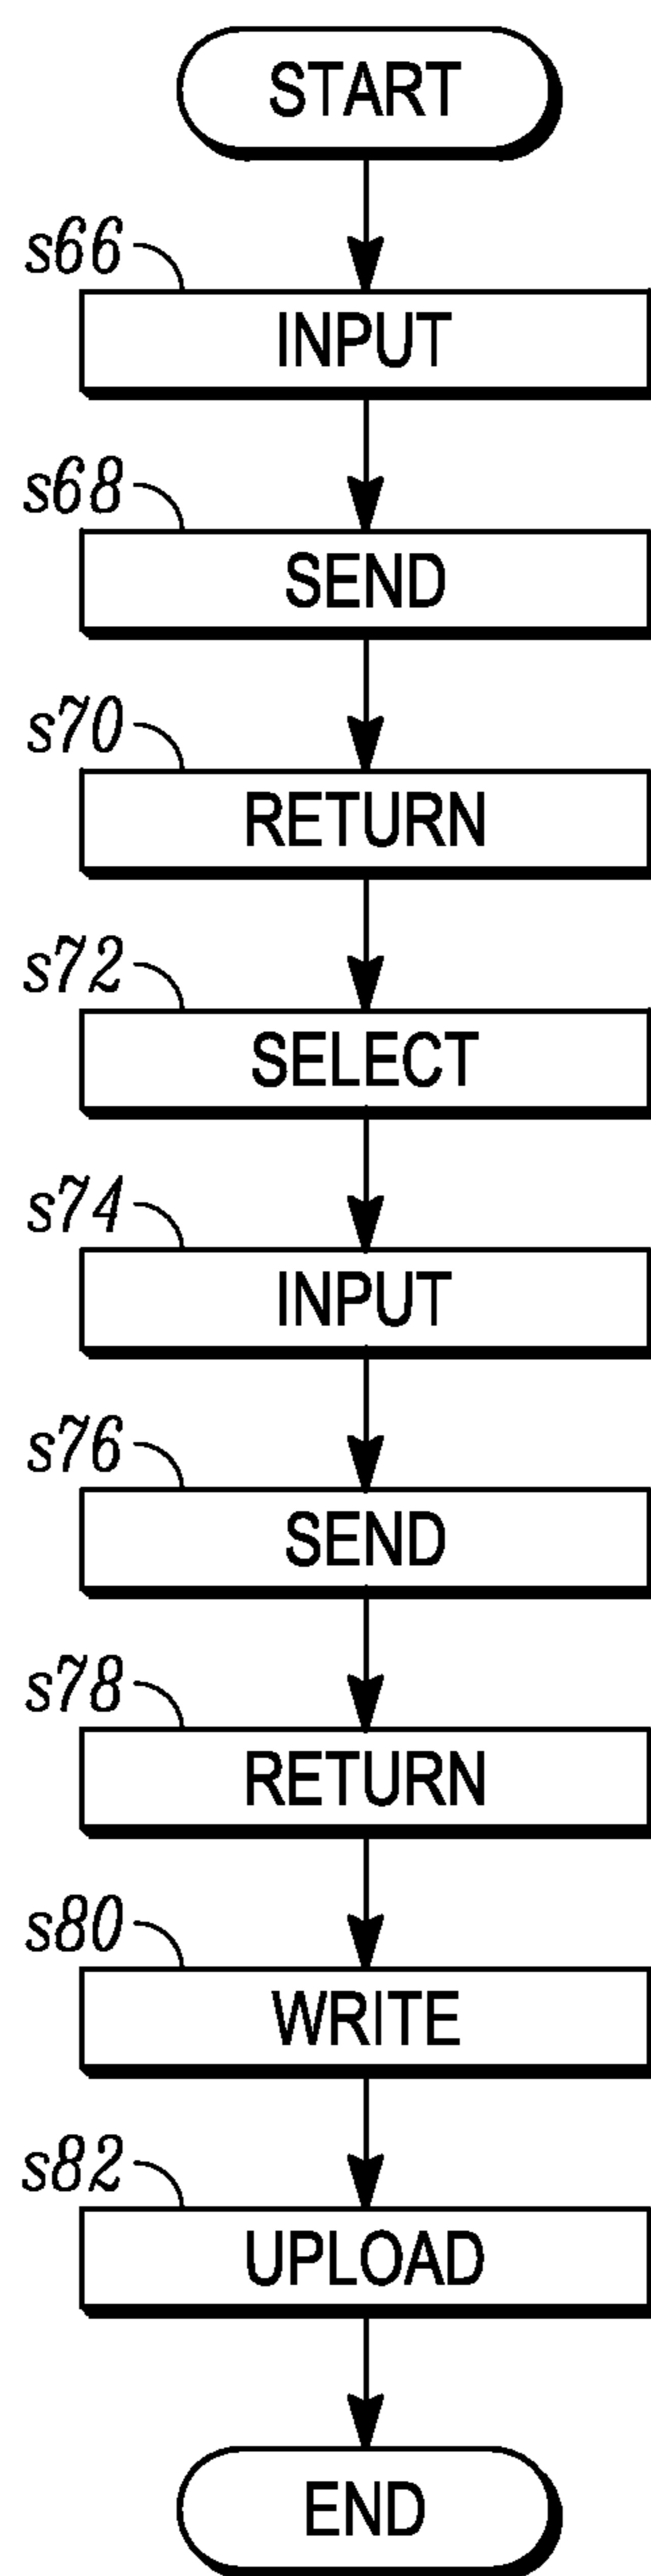 START
s66
INPUT
s68
SEND
s70
RETURN
s72
SELECT
s74
INPUT
s76
SEND
s78
RETURN
s80
WRITE
s82
UPLOAD
END